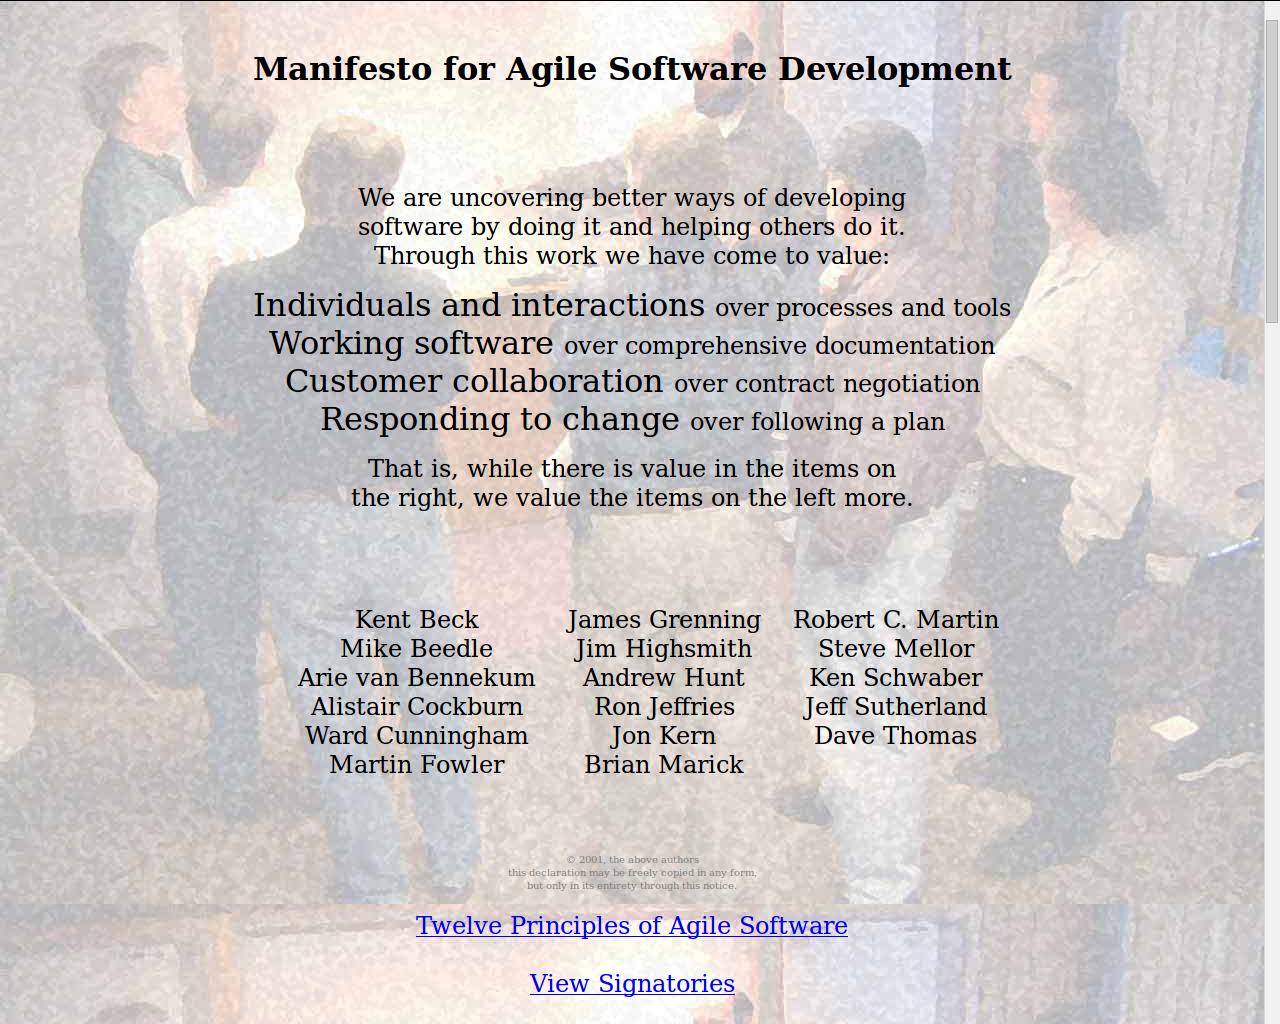 Manifesto for Agile Software Development
We are uncovering better ways of developing
software by doing it and helping others do it.
Through this work we have come to value:
Individuals and interactions over processes and tools
Working software over comprehensive documentation
Customer collaboration over contract negotiation
Responding to change over following a plan
That is, while there is value in the items on
the right, we value the items on the left more.
Kent Beck
Mike Beedle
Arie van Bennekum
Alistair Cockburn
Ward Cunningham
Martin Fowler
James Grenning
Jim Highsmith
Andrew Hunt
Ron Jeffries
Jon Kern
Brian Marick
Robert C. Martin
Steve Mellor
Ken Schwaber
Jeff Sutherland
Dave Thomas
© 2001, the above authors
this declaration may be freely copied in any form,
but only in its entirety through this notice.
Twelve Principles of Agile Software
View Signatories